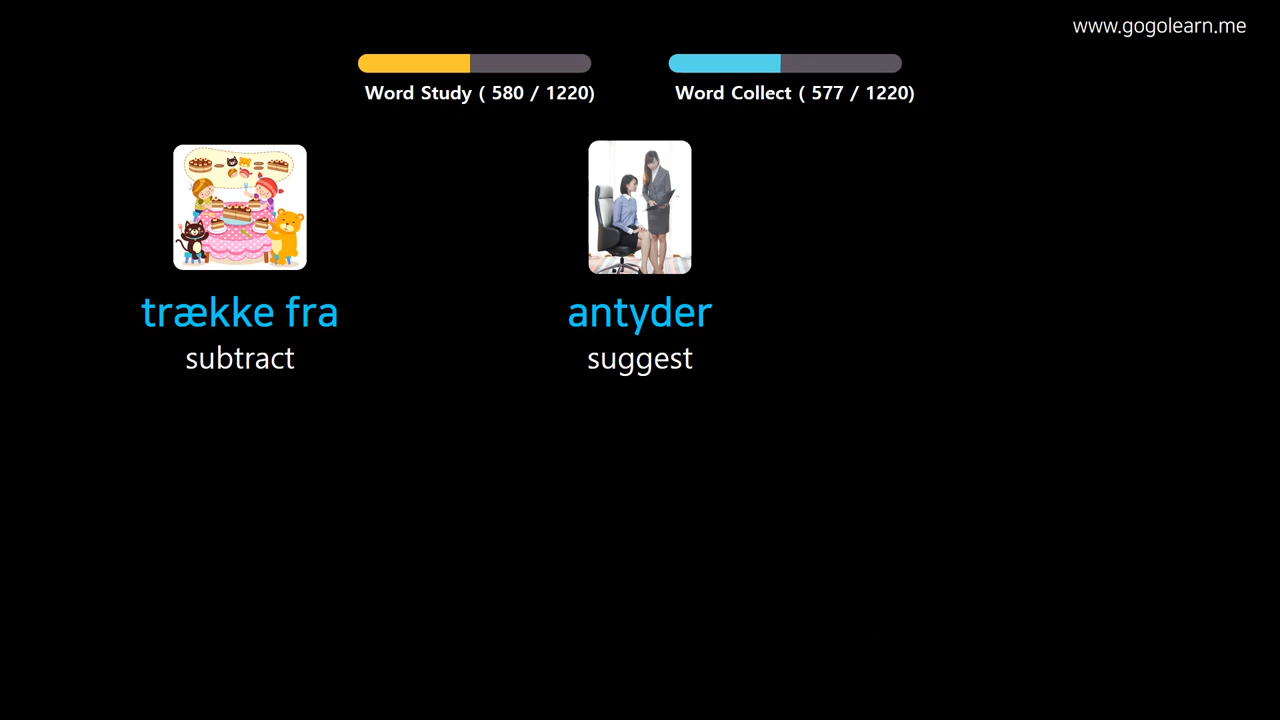 www.gogolearn.me
Word Study ( 580 / 1220)
Word Collect ( 577 / 1220)
trække fra
subtract
antyder
suggest